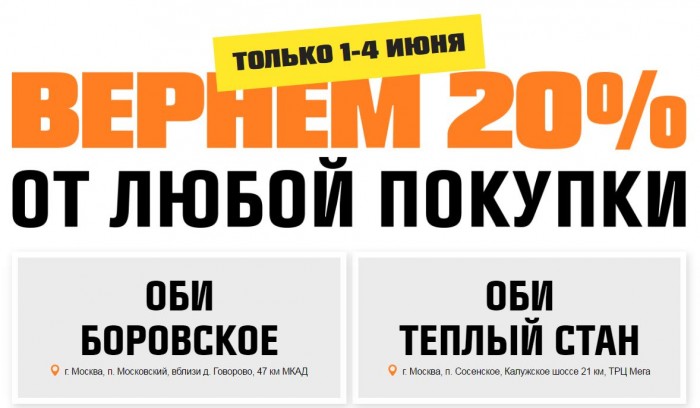 ТОЛЬКО 1-4 ИЮНЯ
ВЕРНЕМ 20%
ОТ ЛЮБОЙ ПОКУПКИ
ОБИ
БОРОВСКОЕ
г. Москва, п. Московский, вблизи д. Говорово, 47 км МКАД
ОБИ
ТЕПЛЫЙ СТАН
г. Москва, п. Сосенское, Калужское шоссе 21 км, ТРЦ Мега